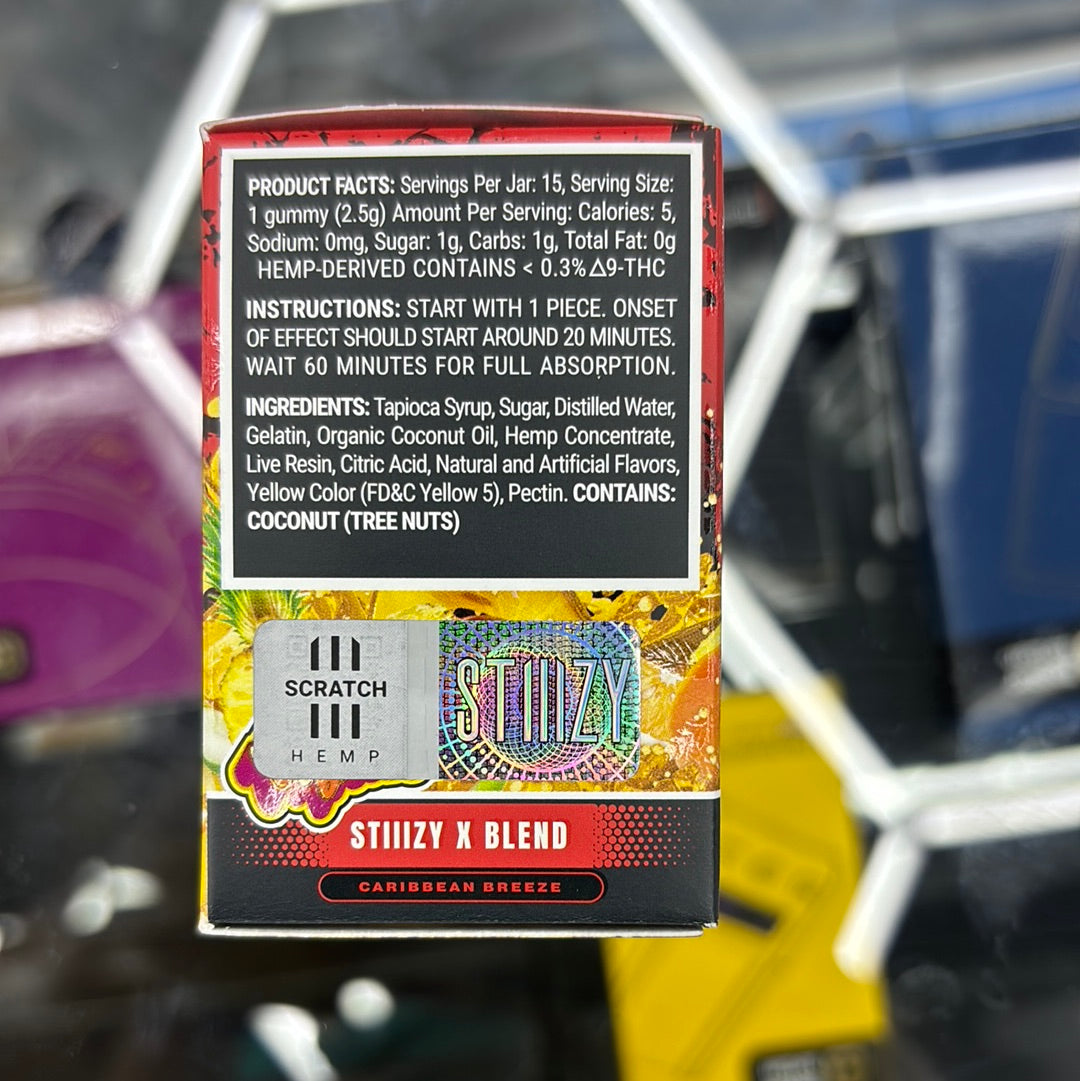 PRODUCT FACTS: Servings Per Jar: 15, Serving Size:
1 gummy (2.5g) Amount Per Serving: Calories: 5,
Sodium: 0mg, Sugar: 1g, Carbs: 1g, Total Fat: 0g
HEMP-DERIVED CONTAINS < 0.3% Δ9-THC
INSTRUCTIONS: START WITH 1 PIECE. ONSET
OF EFFECT SHOULD START AROUND 20 MINUTES.
WAIT 60 MINUTES FOR FULL ABSORPTION.
INGREDIENTS: Tapioca Syrup, Sugar, Distilled Water,
Gelatin, Organic Coconut Oil, Hemp Concentrate,
Live Resin, Citric Acid, Natural and Artificial Flavors,
Yellow Color (FD&C Yellow 5), Pectin. CONTAINS:
COCONUT (TREE NUTS)
SCRATCH
HEMP
STIIIZY
STIIIZY X BLEND
CARIBBEAN BREEZE